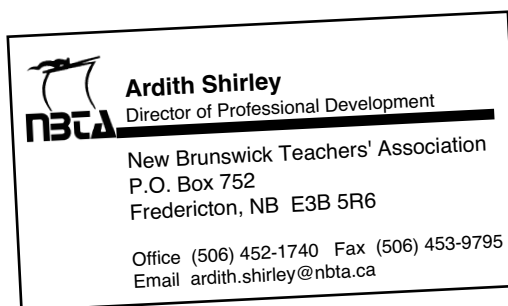 NBTA
Ardith Shirley
Director of Professional Development
New Brunswick Teachers' Association
P.O. Box 752
Fredericton, NB E3B 5R6
Office (506) 452-1740 Fax (506) 453-9795
Email ardith.shirley@nbta.ca